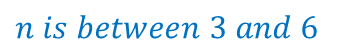 n is between 3 and 6